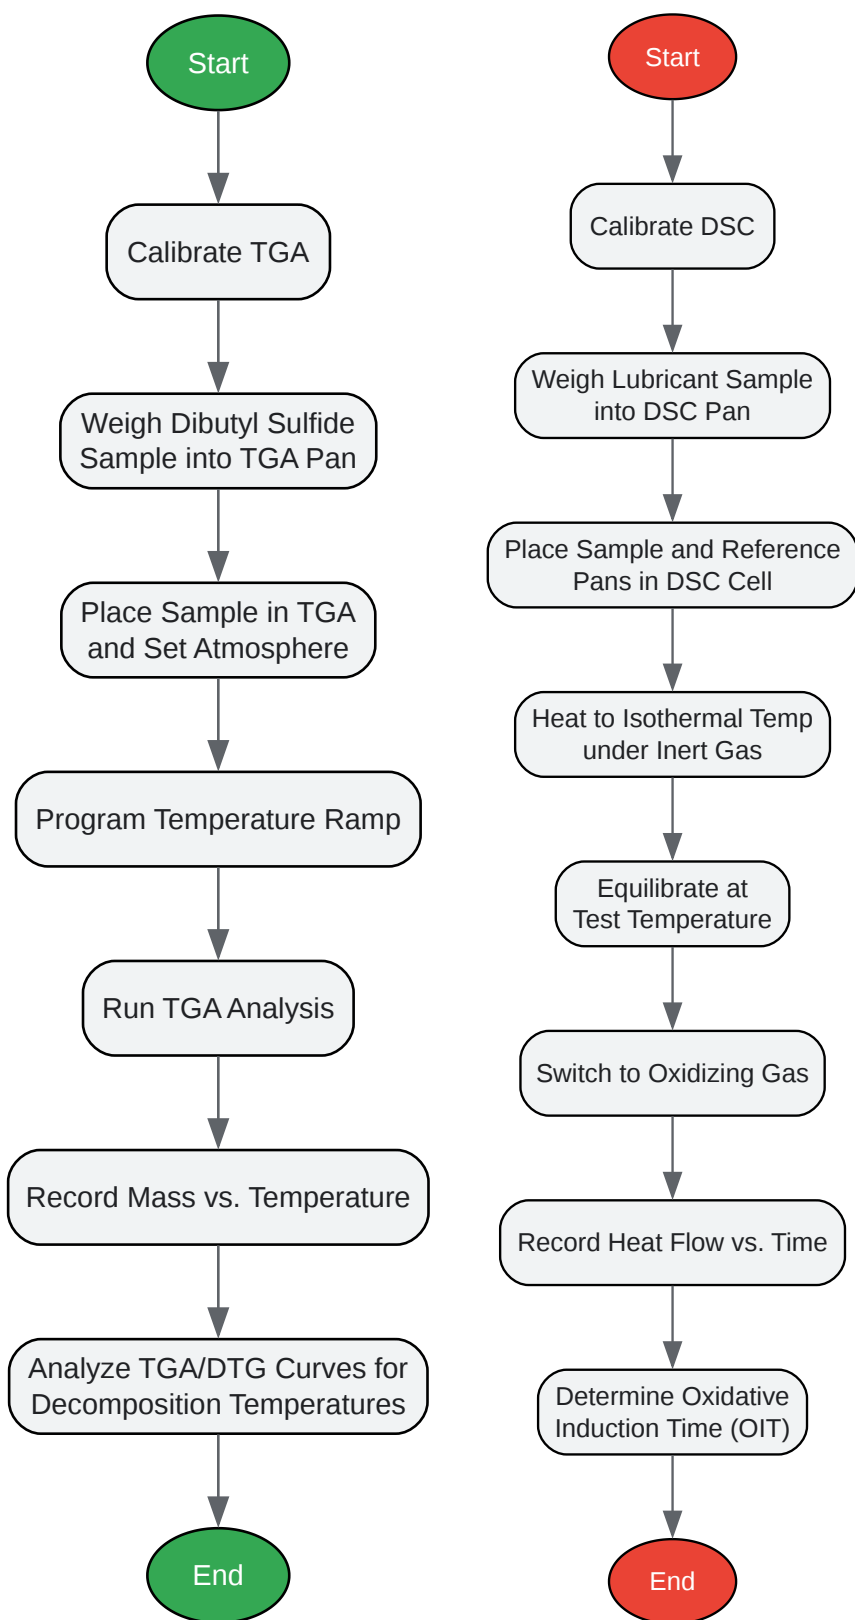 Start
Calibrate TGA
Weigh Dibutyl Sulfide
Sample into TGA Pan
Place Sample in TGA
and Set Atmosphere
Program Temperature Ramp
Run TGA Analysis
Record Mass vs. Temperature
Analyze TGA/DTG Curves for
Decomposition Temperatures
End
Start
Calibrate DSC
Weigh Lubricant Sample
into DSC Pan
Place Sample and Reference
Pans in DSC Cell
Heat to Isothermal Temp
under Inert Gas
Equilibrate at
Test Temperature
Switch to Oxidizing Gas
Record Heat Flow vs. Time
Determine Oxidative
Induction Time (OIT)
End